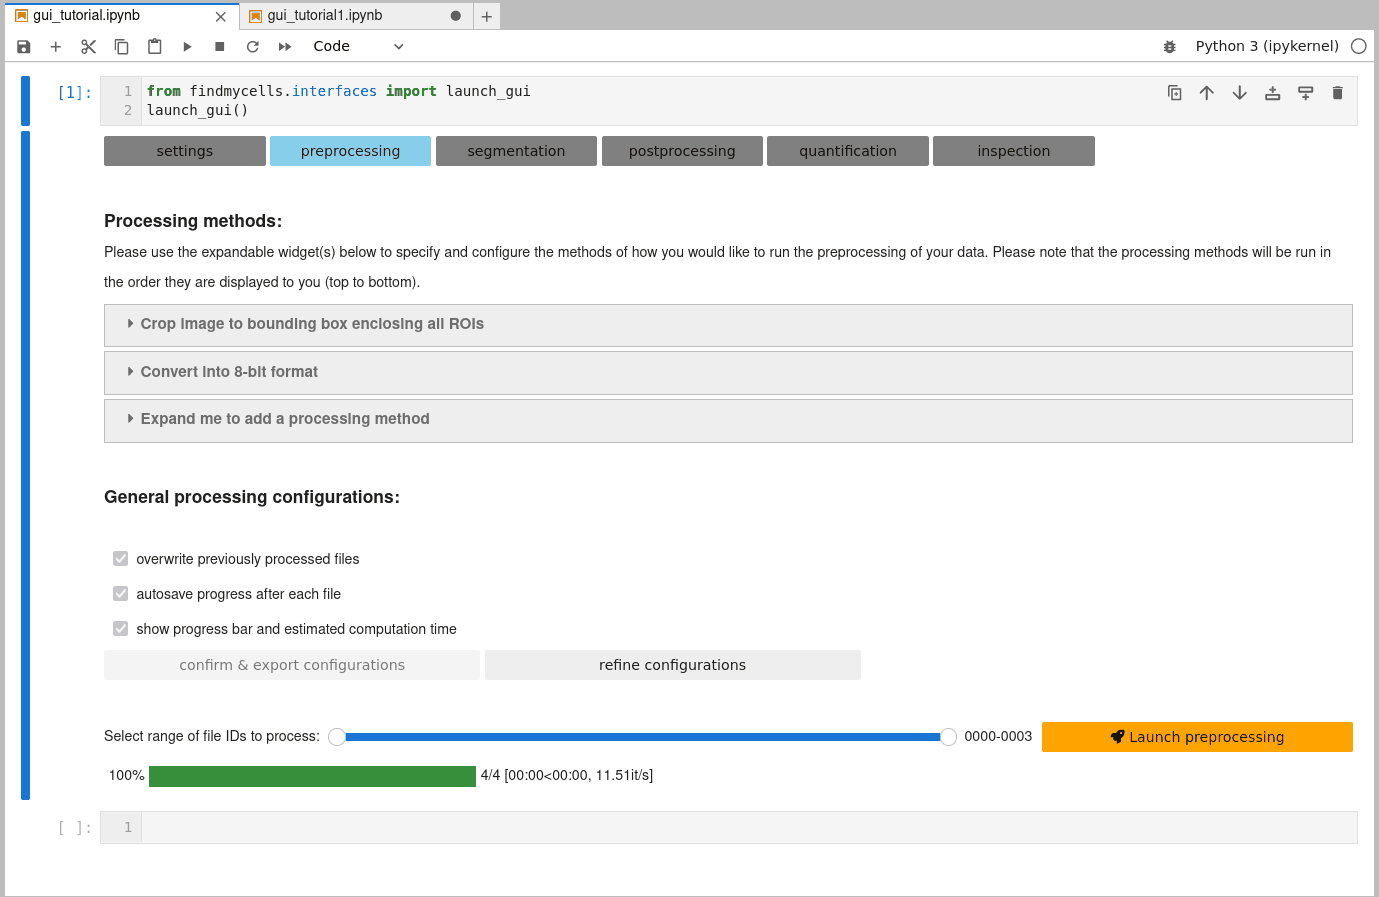 gui_tutorial.ipynb
gui_tutorial1.ipynb
Code
Python 3 (ipykernel)
[1]:
1 from findmycells.interfaces import launch_gui
2 launch_gui()
settings preprocessing segmentation postprocessing quantification inspection
Processing methods:
Please use the expandable widget(s) below to specify and configure the methods of how you would like to run the preprocessing of your data. Please note that the processing methods will be run in
the order they are displayed to you (top to bottom).
Crop image to bounding box enclosing all ROIs
Convert into 8-bit format
Expand me to add a processing method
General processing configurations:
overwrite previously processed files
autosave progress after each file
show progress bar and estimated computation time
confirm & export configurations refine configurations
Select range of file IDs to process: 0000-0003 Launch preprocessing
100% 4/4 [00:00<00:00, 11.51it/s]
[ ]: 1